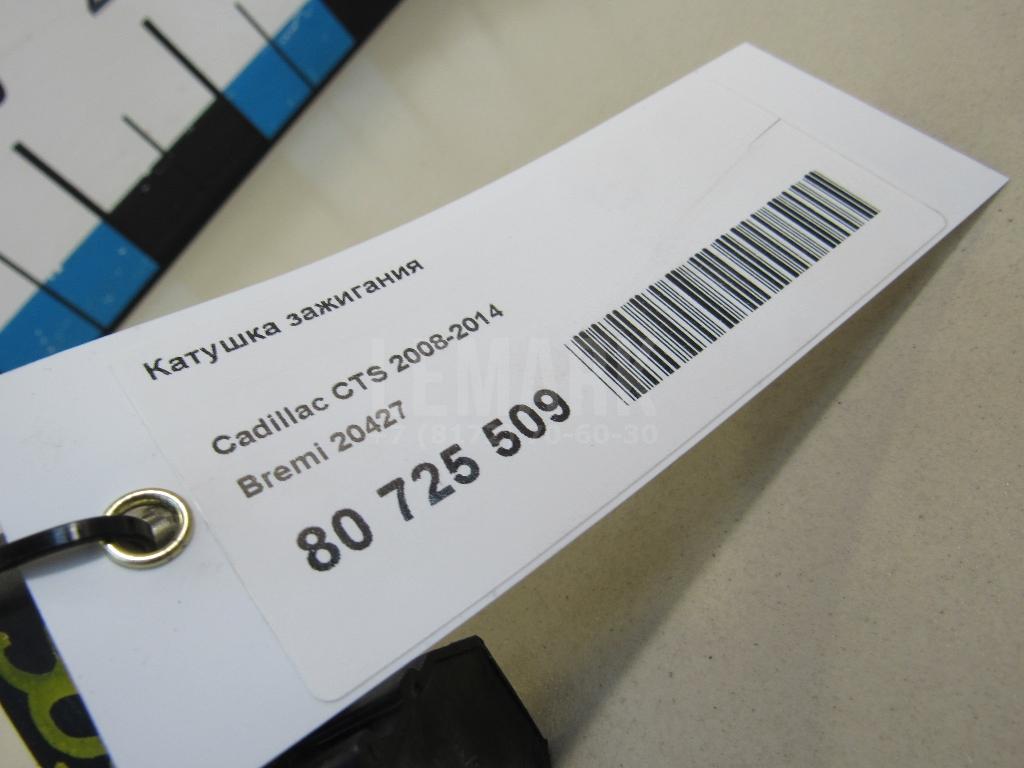 Катушка зажигания
Cadillac CTS 2008-2014
Bremi 20427
80 725 509